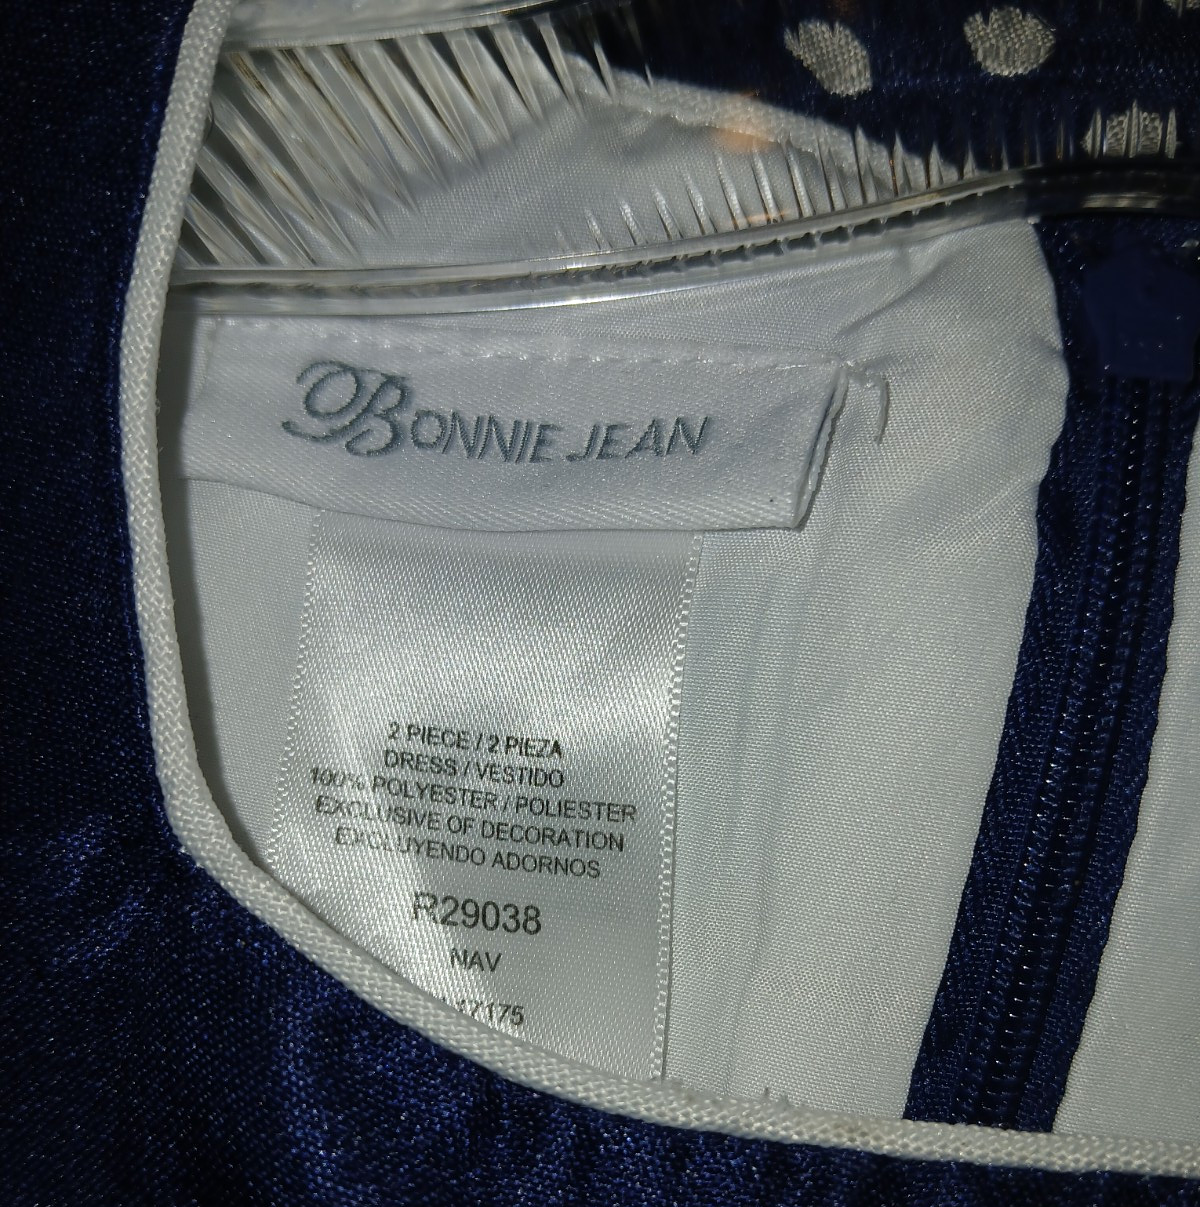 BONNIE JEAN
2 PIECE / 2 PIEZA
DRESS / VESTIDO
100% POLYESTER / POLIESTER
EXCLUSIVE OF DECORATION
EXCLUYENDO ADORNOS
R29038
NAV